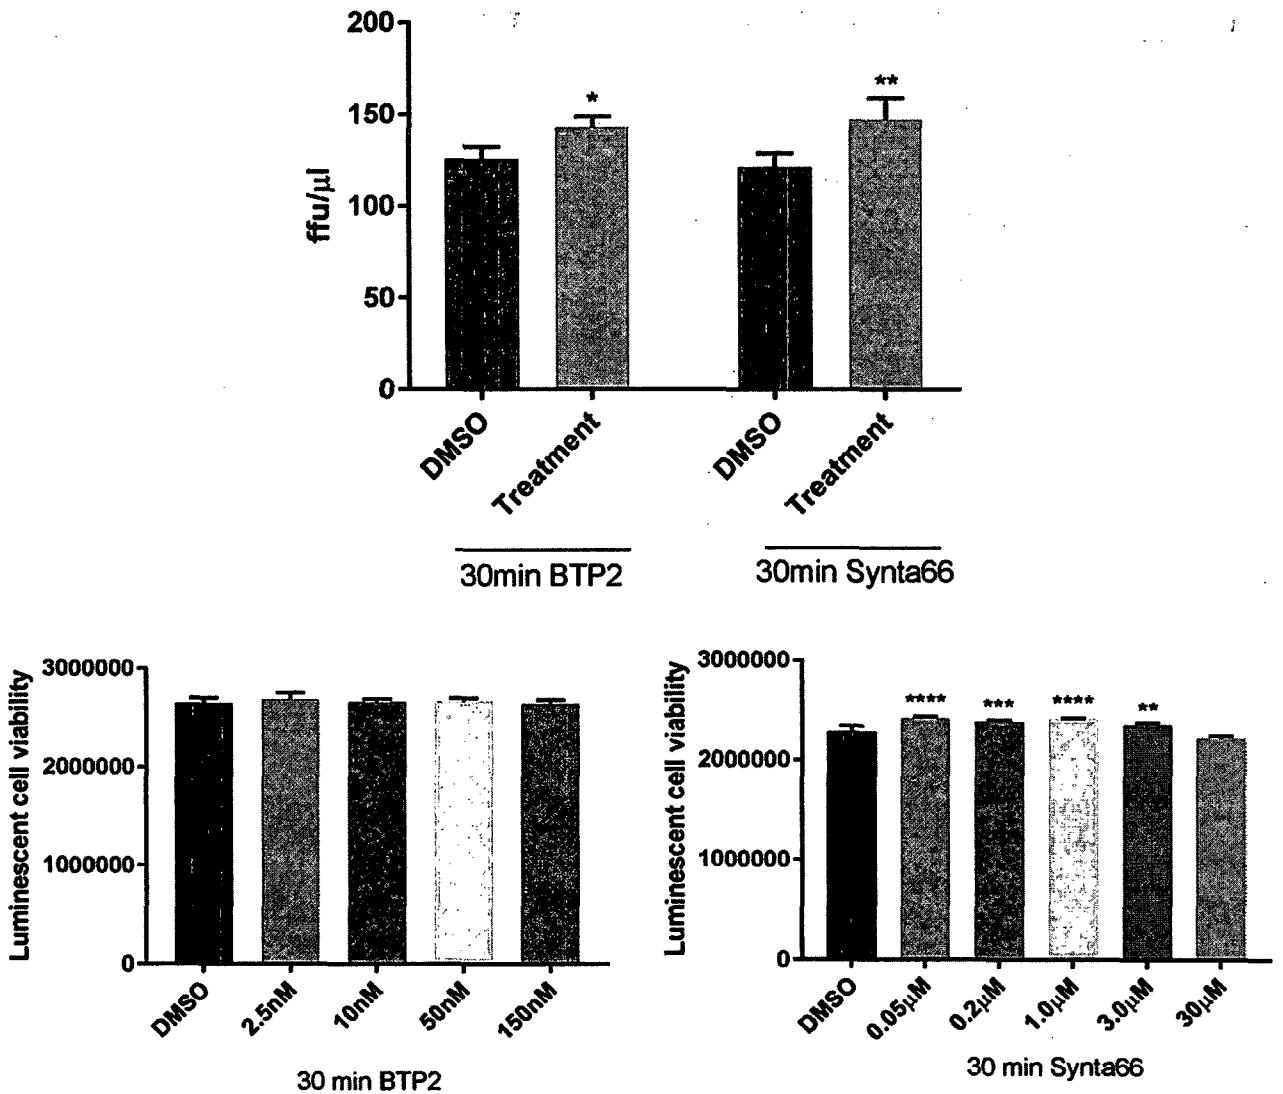 200
150
100
50
0
ffu/µl
*
**
DMSO
Treatment
DMSO
Treatment
30min BTP2
30min Synta66
3000000
2000000
1000000
0
Luminescent cell viability
DMSO
2.5nM
10nM
50nM
150nM
30 min BTP2
3000000
2000000
1000000
0
Luminescent cell viability
****
***
****
**
DMSO
0.05µM
0.2µM
1.0µM
3.0µM
30µM
30 min Synta66